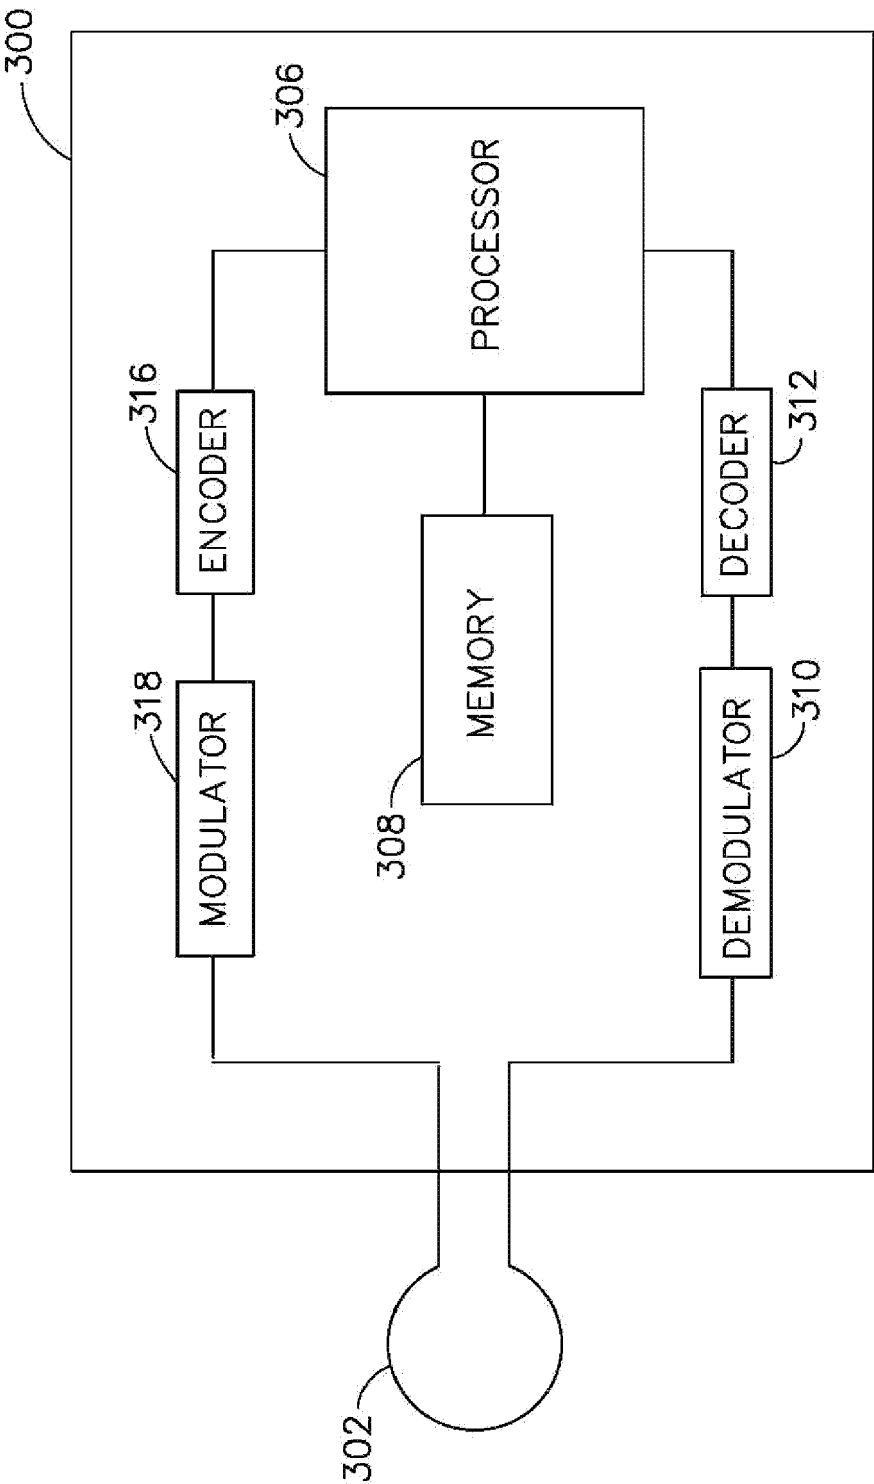 300
306
PROCESSOR
316
ENCODER
312
DECODER
318
MODULATOR
MEMORY
308
310
DEMODULATOR
302